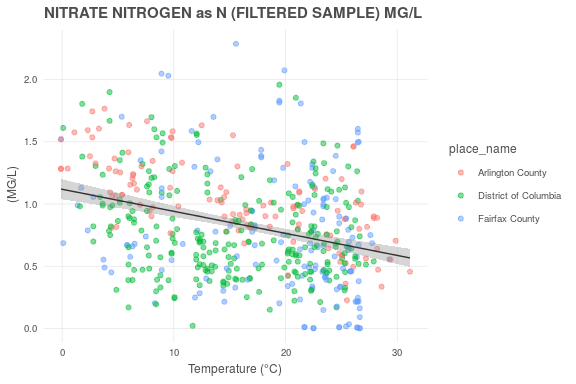 NITRATE NITROGEN as N (FILTERED SAMPLE) MG/L
(MG/L)
2.0
1.5
1.0
0.5
0.0
0
10
20
30
Temperature (°C)
place_name
Arlington County
District of Columbia
Fairfax County